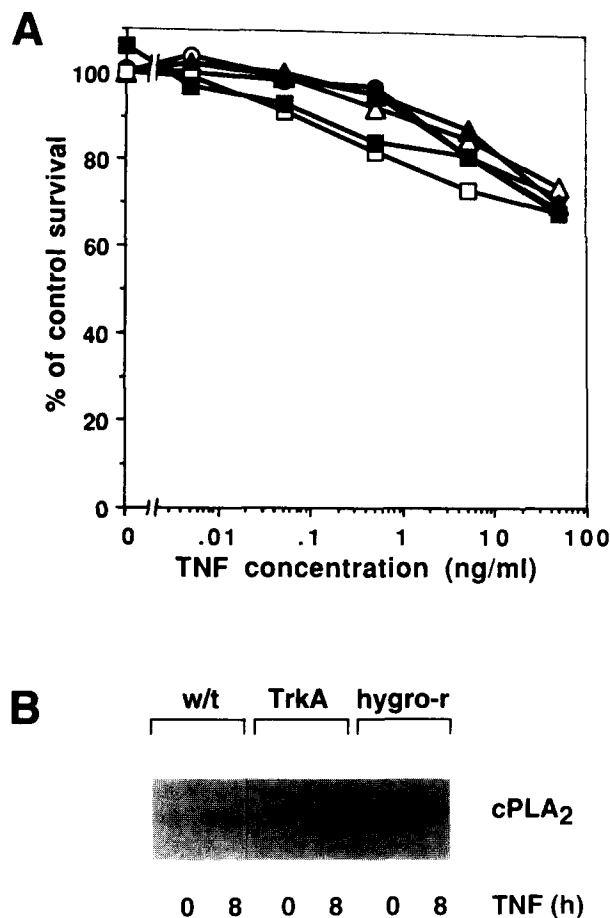 A
% of control survival
100
80
60
40
20
0
0 .01 .1 1 10 100
TNF concentration (ng/ml)
B
w/t TrkA hygro-r
cPLA2
0 8 0 8 0 8 TNF (h)